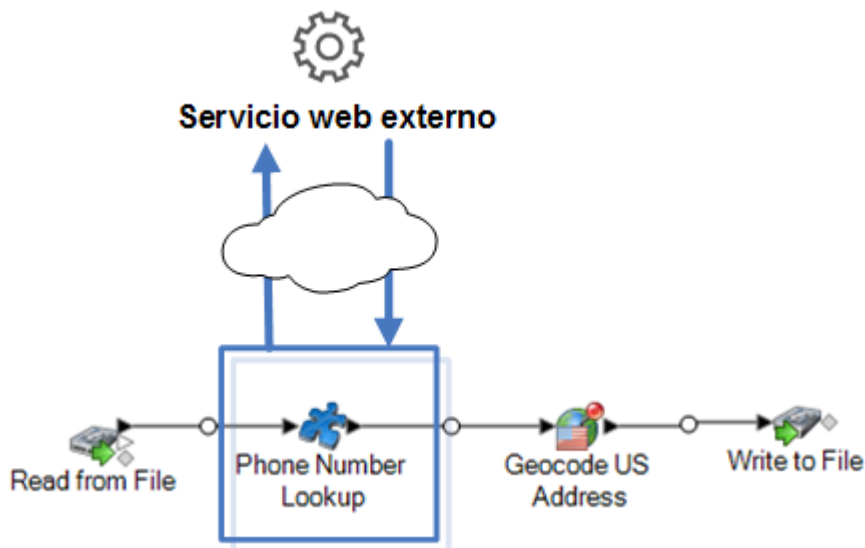 Servicio web externo
Read from File
Phone Number
Lookup
Geocode US
Address
Write to File